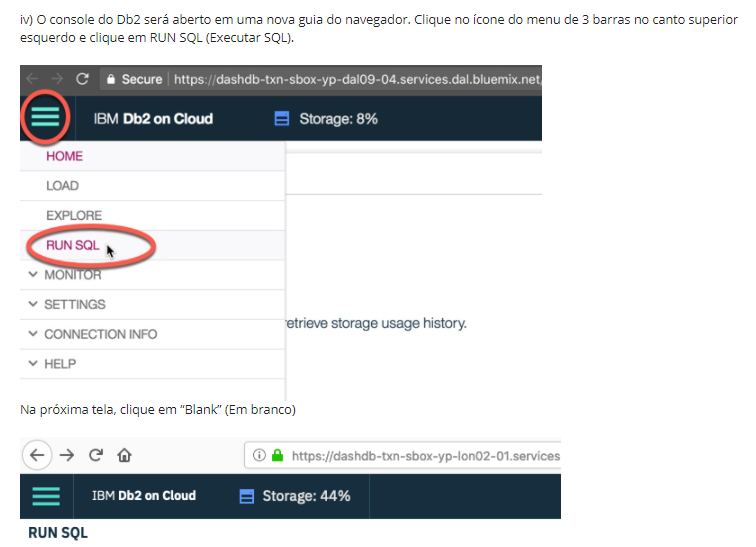 iv) O console do Db2 será aberto em uma nova guia do navegador. Clique no ícone do menu de 3 barras no canto superior
esquerdo e clique em RUN SQL (Executar SQL).
Secure | https://dashdb-txn-sbox-yp-dal09-04.services.dal.bluemix.net,
IBM Db2 on Cloud
Storage: 8%
HOME
LOAD
EXPLORE
RUN SQL
MONITOR
SETTINGS
etrieve storage usage history.
CONNECTION INFO
HELP
Na próxima tela, clique em “Blank” (Em branco)
https://dashdb-txn-sbox-yp-lon02-01.services
IBM Db2 on Cloud
Storage: 44%
RUN SQL